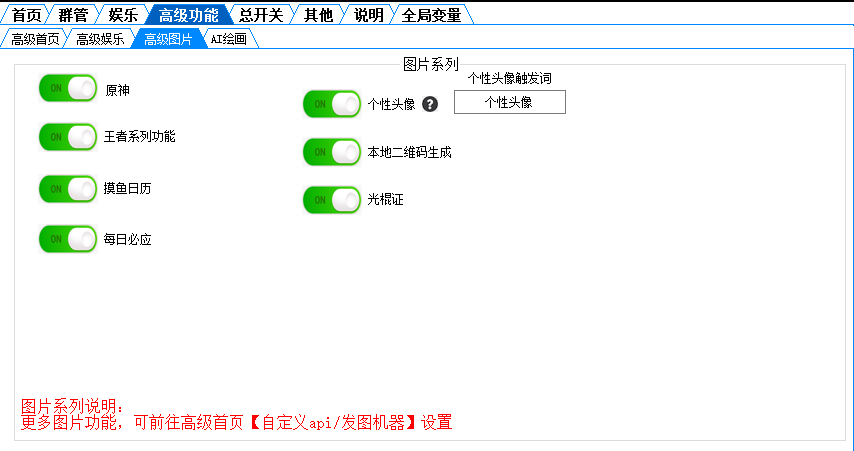 首页 群管 娱乐 高级功能 总开关 其他 说明 全局变量
高级首页 高级娱乐 高级图片 AI绘画
图片系列
ON 原神
ON 王者系列功能
ON 摸鱼日历
ON 每日必应
ON 个性头像 ?
个性头像触发词
个性头像
ON 本地二维码生成
ON 光棍证
图片系列说明:
更多图片功能，可前往高级首页【自定义api/发图机器】设置